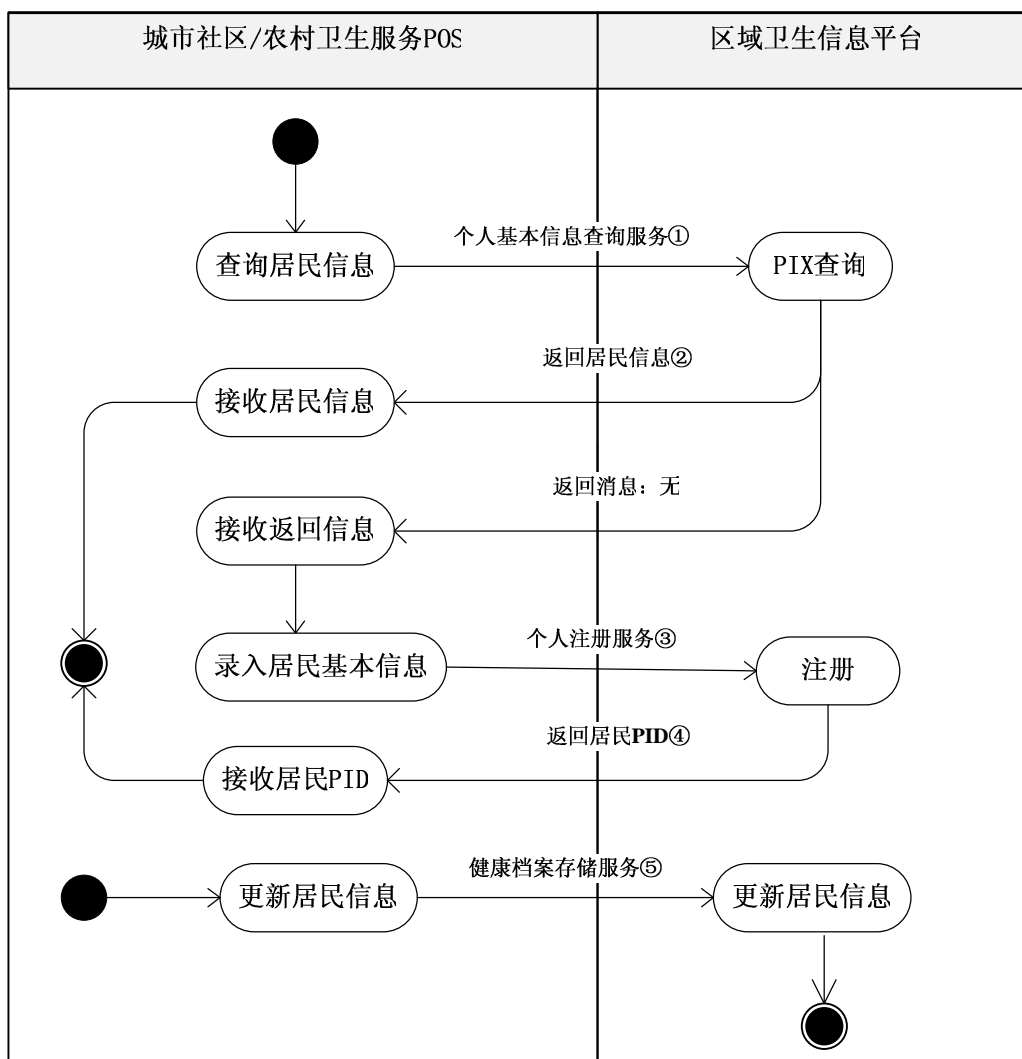 城市社区/农村卫生服务POS
区域卫生信息平台
个人基本信息查询服务①
查询居民信息
PIX查询
返回居民信息②
接收居民信息
返回消息：无
接收返回信息
个人注册服务③
录入居民基本信息
注册
返回居民PID④
接收居民PID
健康档案存储服务⑤
更新居民信息
更新居民信息